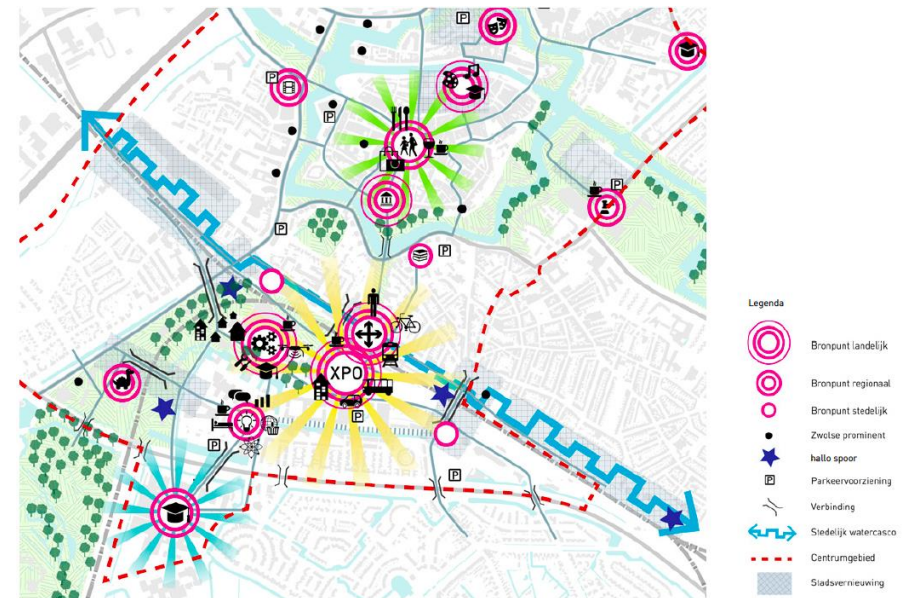 P
P
P
P
P
P
P
XPO
P
P
P
Legenda
Bronpunt landelijk
Bronpunt regionaal
Bronpunt stedelijk
Zwolse prominent
hallo spoor
P
Parkeervoorziening
Verbinding
Stedelijk watercasco
Centrumgebied
Stadsvernieuwing